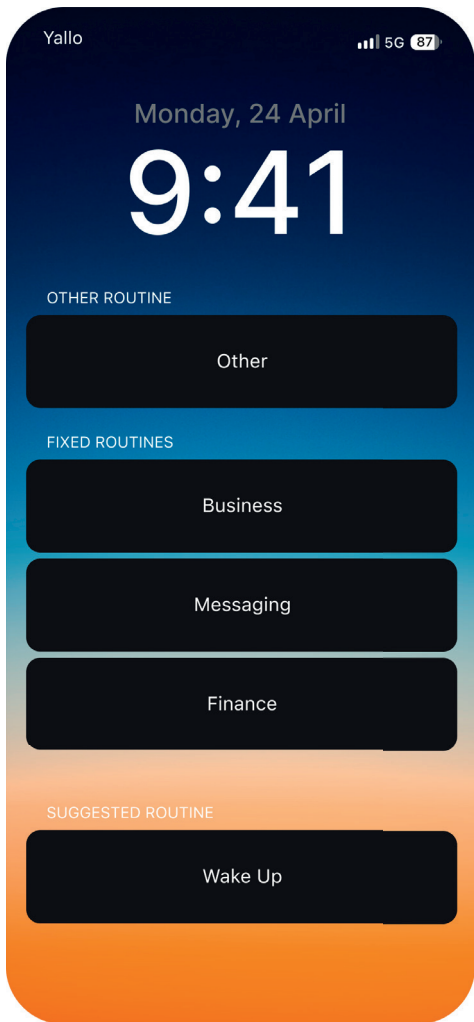 Yallo
5G 87
Monday, 24 April
9:41
OTHER ROUTINE
Other
FIXED ROUTINES
Business
Messaging
Finance
SUGGESTED ROUTINE
Wake Up